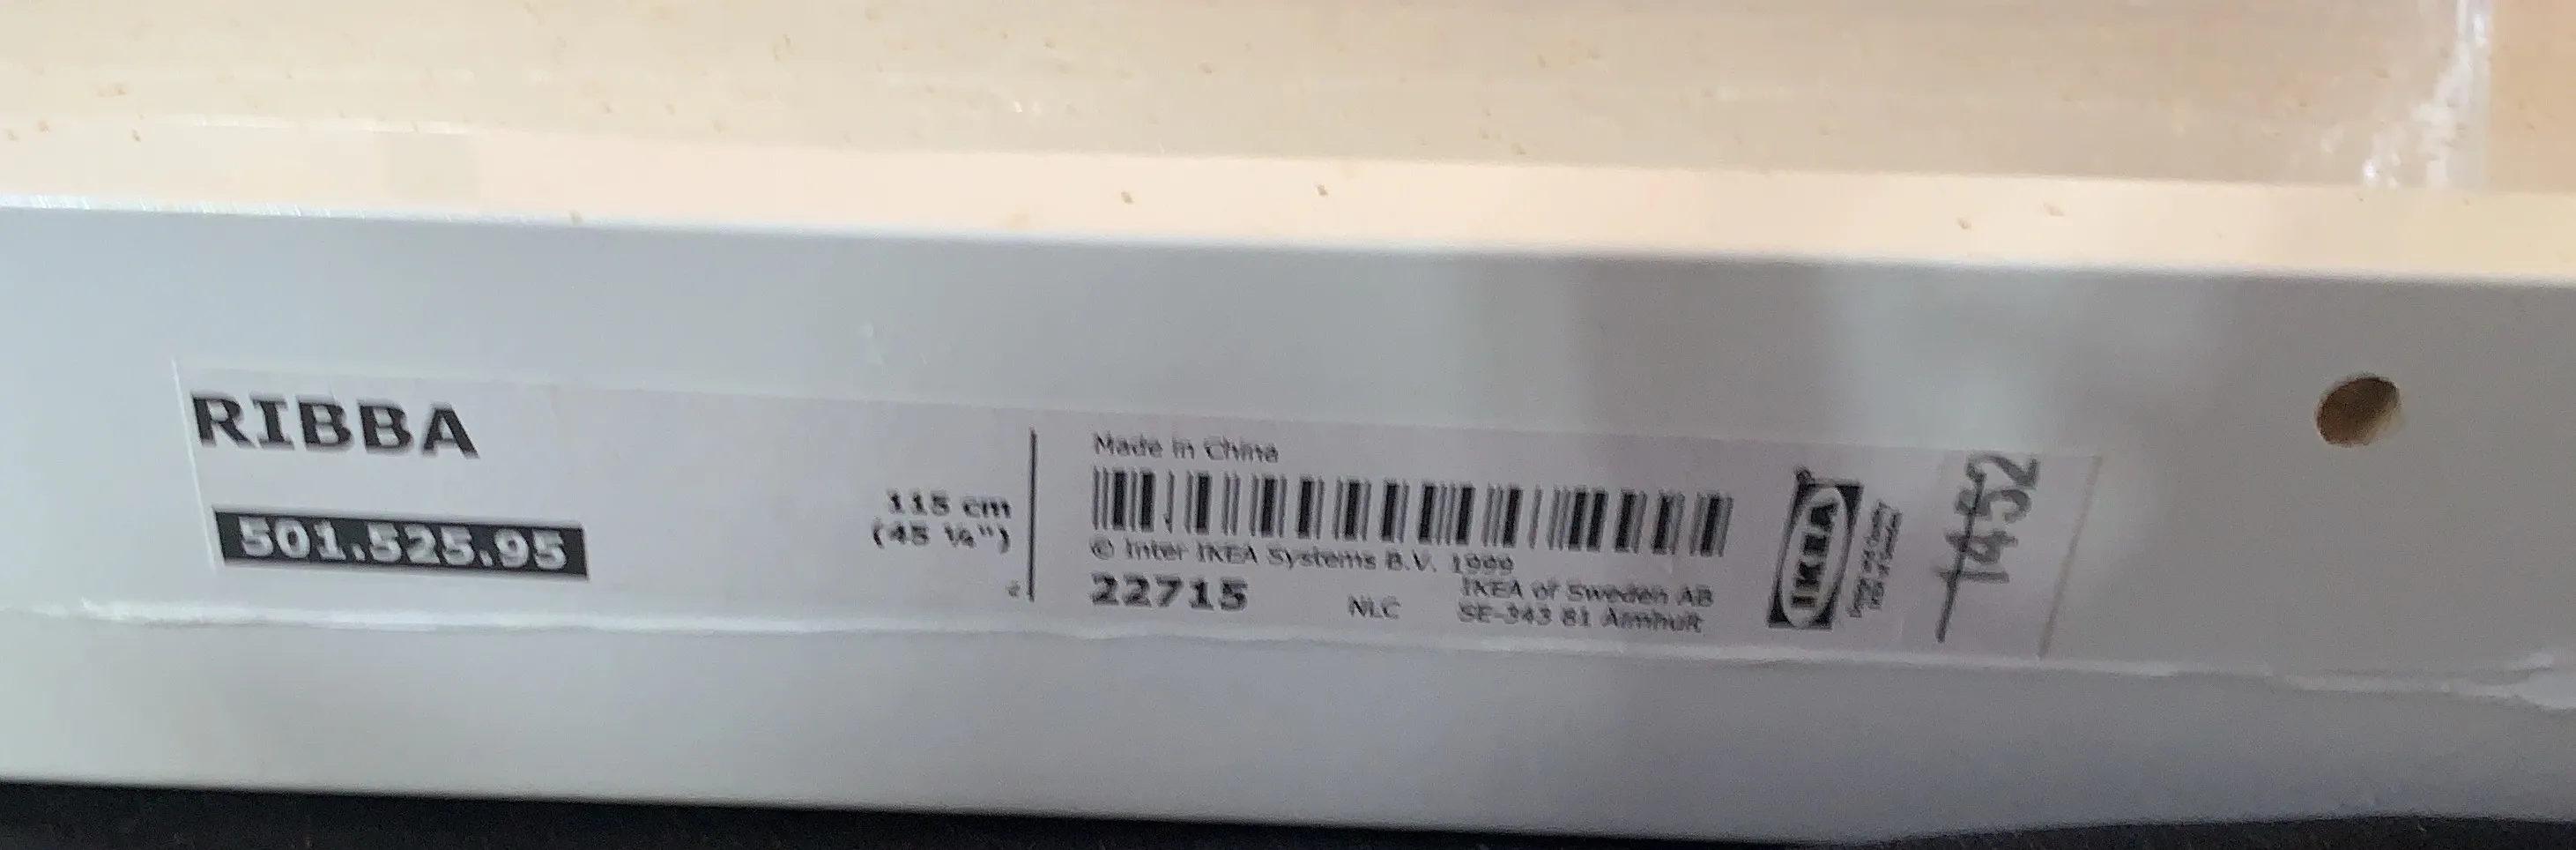 RIBBA
501.525.95
115 cm
(45 ¼")
Made in China
© Inter IKEA Systems B.V. 1999
22715
NLC
IKEA of Sweden AB
SE-343 81 Älmhult
IKEA
1452